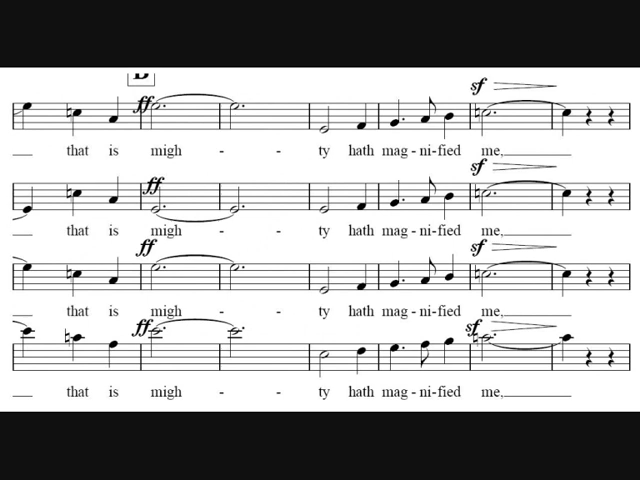 ff sf
that is migh - - ty hath mag - ni-fied me,
ff sf
that is migh - - ty hath mag - ni-fied me,
ff sf
that is migh - - ty hath mag - ni-fied me,
ff sf
that is migh - - ty hath mag - ni-fied me,